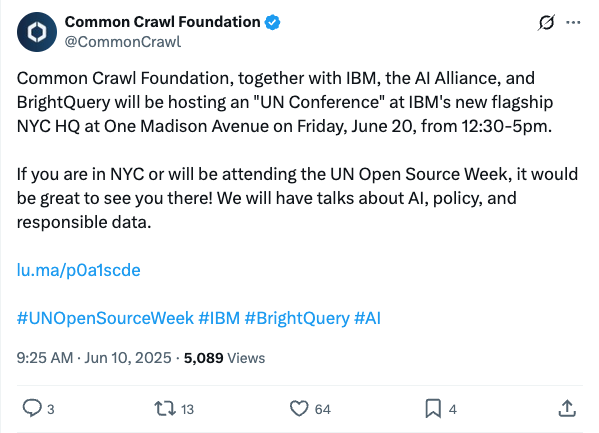 Common Crawl Foundation
@CommonCrawl
Common Crawl Foundation, together with IBM, the AI Alliance, and
BrightQuery will be hosting an "UN Conference" at IBM's new flagship
NYC HQ at One Madison Avenue on Friday, June 20, from 12:30-5pm.
If you are in NYC or will be attending the UN Open Source Week, it would
be great to see you there! We will have talks about AI, policy, and
responsible data.
lu.ma/p0a1scde
#UNOpenSourceWeek #IBM #BrightQuery #AI
9:25 AM · Jun 10, 2025 · 5,089 Views
3 13 64 4